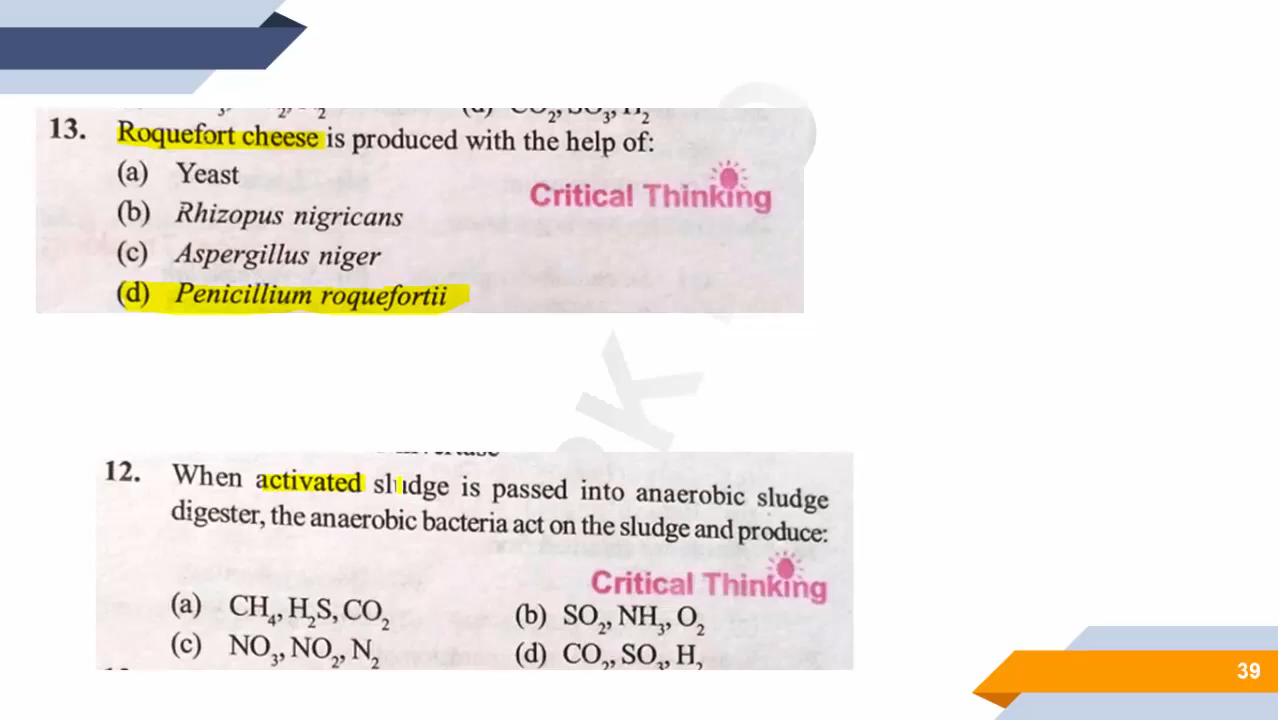 13. Roquefort cheese is produced with the help of:
(a) Yeast
Critical Thinking
(b) Rhizopus nigricans
(c) Aspergillus niger
(d) Penicillium roquefortii
12. When activated sludge is passed into anaerobic sludge
digester, the anaerobic bacteria act on the sludge and produce:
Critical Thinking
(a) CH₄, H₂S, CO₂ (b) SO₂, NH₃, O₂
(c) NO₃, NO₂, N₂ (d) CO₂, SO₃, H₂
39